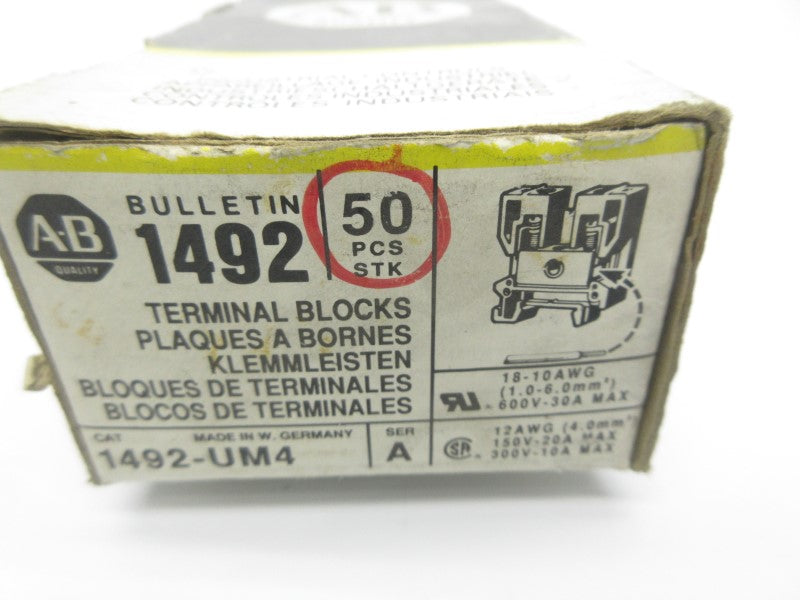 CONTROLES INDUSTRIAIS
A-B
QUALITY
BULLETIN
1492
50
PCS
STK
TERMINAL BLOCKS
PLAQUES A BORNES
KLEMMLEISTEN
BLOQUES DE TERMINALES
BLOCOS DE TERMINALES
CAT
MADE IN W. GERMANY
1492-UM4
SER
A
18-10AWG
(1.0-6.0mm²)
600V-30A MAX
12AWG (4.0mm²)
150V-20A MAX
300V-10A MAX